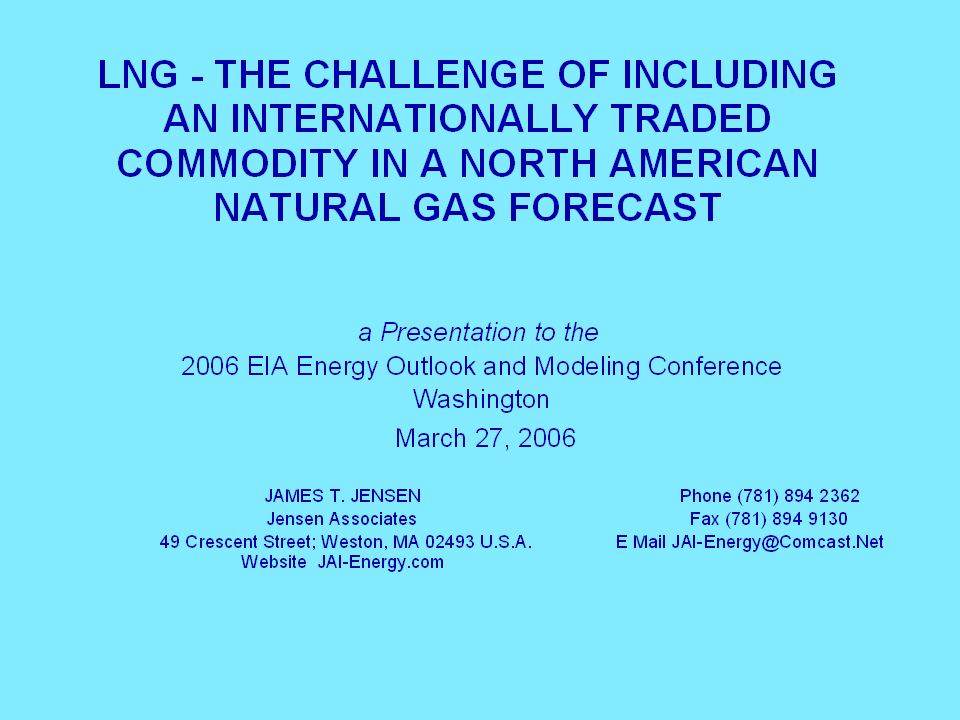 LNG - THE CHALLENGE OF INCLUDING
AN INTERNATIONALLY TRADED
COMMODITY IN A NORTH AMERICAN
NATURAL GAS FORECAST
a Presentation to the
2006 EIA Energy Outlook and Modeling Conference
Washington
March 27, 2006
JAMES T. JENSEN
Jensen Associates
49 Crescent Street; Weston, MA 02493 U.S.A.
Website JAI-Energy.com
Phone (781) 894 2362
Fax (781) 894 9130
E Mail JAI-Energy@Comcast.Net